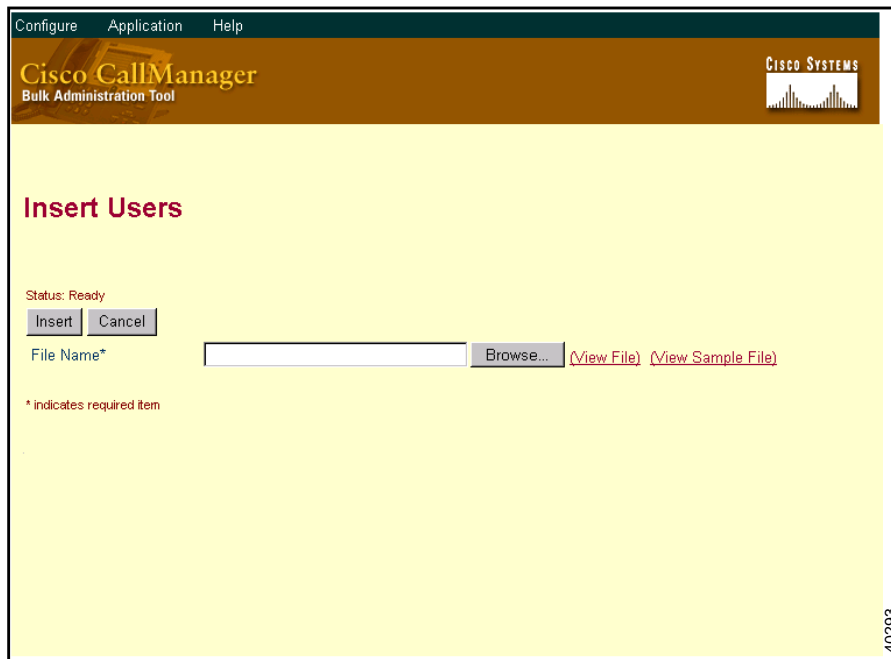 Configure Application Help
Cisco CallManager
Bulk Administration Tool
CISCO SYSTEMS
Insert Users
Status: Ready
Insert Cancel
File Name* Browse... (View File) (View Sample File)
* indicates required item
40293